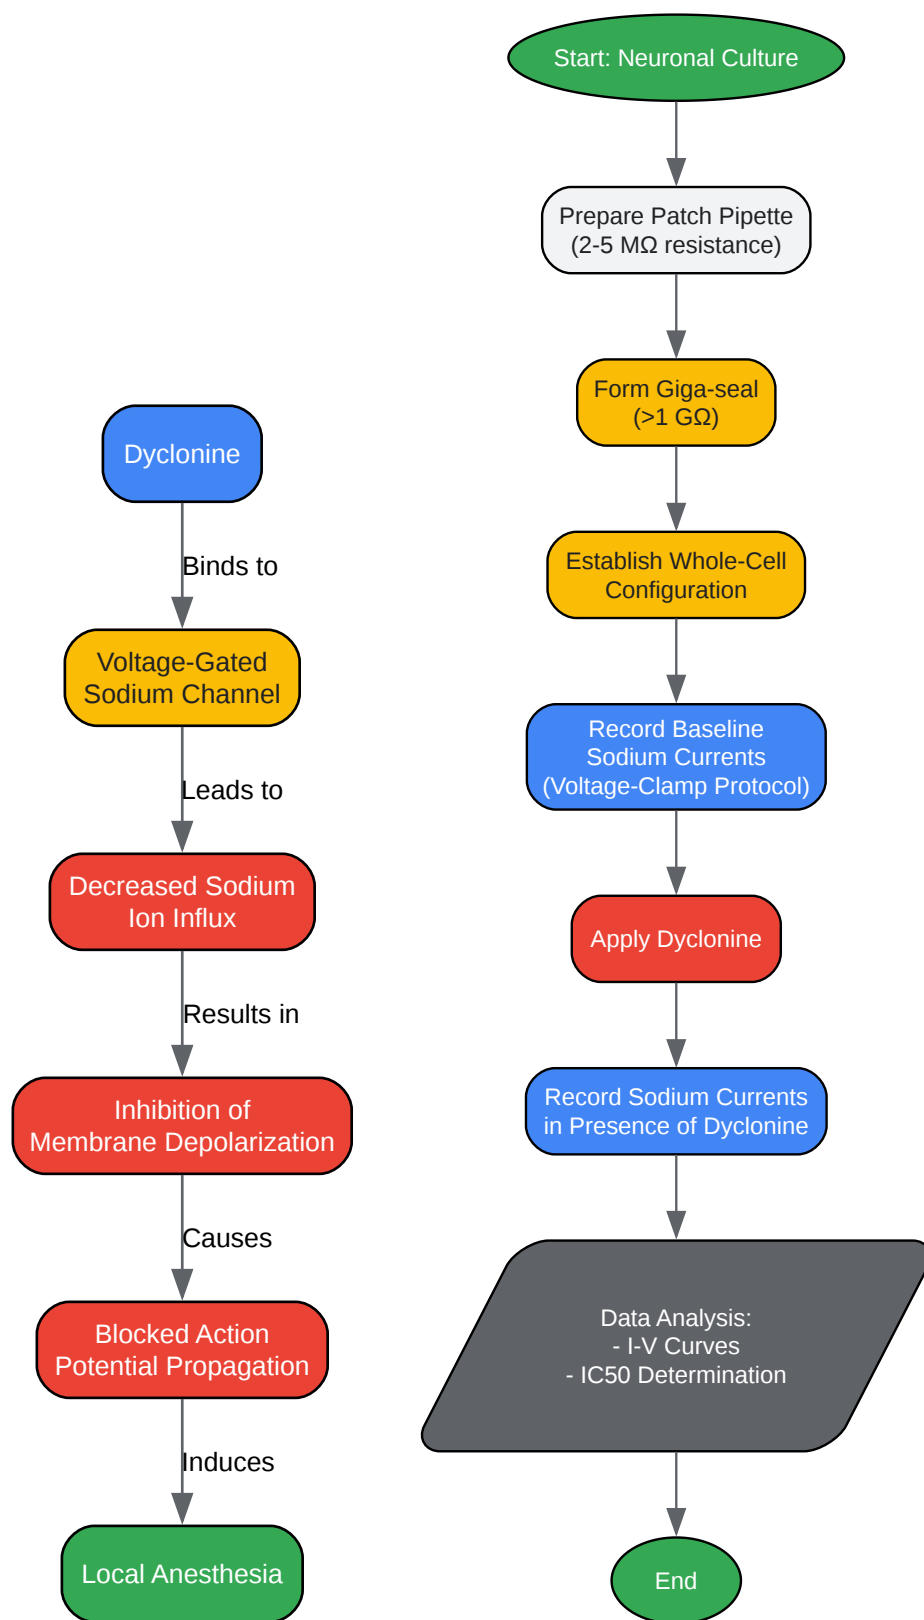 Dyclonine
Binds to
Voltage-Gated
Sodium Channel
Leads to
Decreased Sodium
Ion Influx
Results in
Inhibition of
Membrane Depolarization
Causes
Blocked Action
Potential Propagation
Induces
Local Anesthesia
Start: Neuronal Culture
Prepare Patch Pipette
(2-5 MΩ resistance)
Form Giga-seal
(>1 GΩ)
Establish Whole-Cell
Configuration
Record Baseline
Sodium Currents
(Voltage-Clamp Protocol)
Apply Dyclonine
Record Sodium Currents
in Presence of Dyclonine
Data Analysis:
- I-V Curves
- IC50 Determination
End